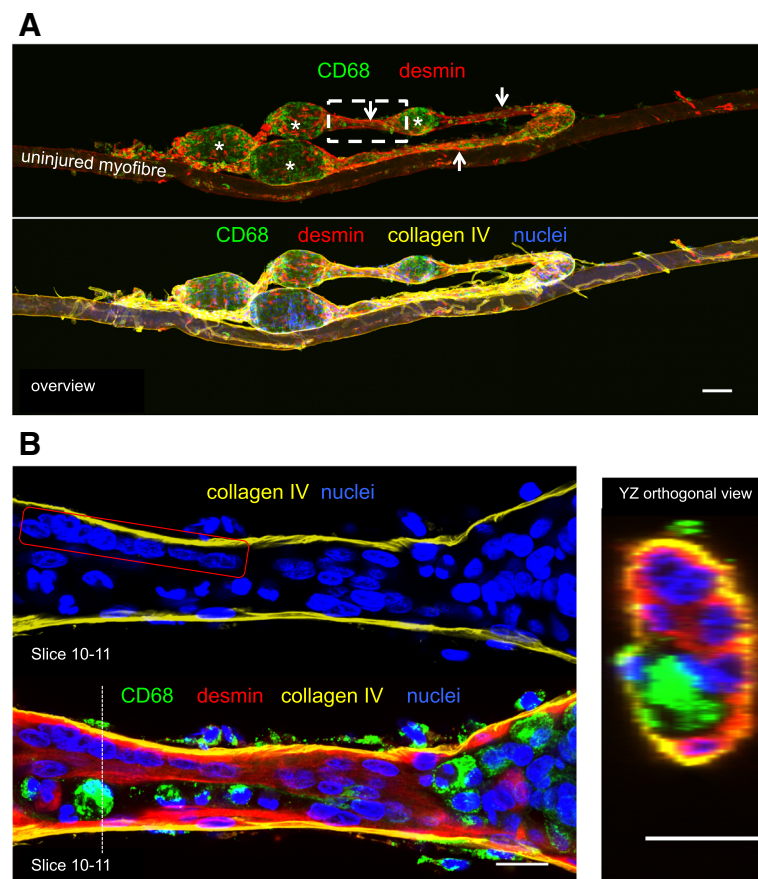 A
CD68 desmin
*
*
*
*
uninjured myofibre
CD68 desmin collagen IV nuclei
overview
B
collagen IV nuclei
YZ orthogonal view
Slice 10-11
CD68 desmin collagen IV nuclei
Slice 10-11